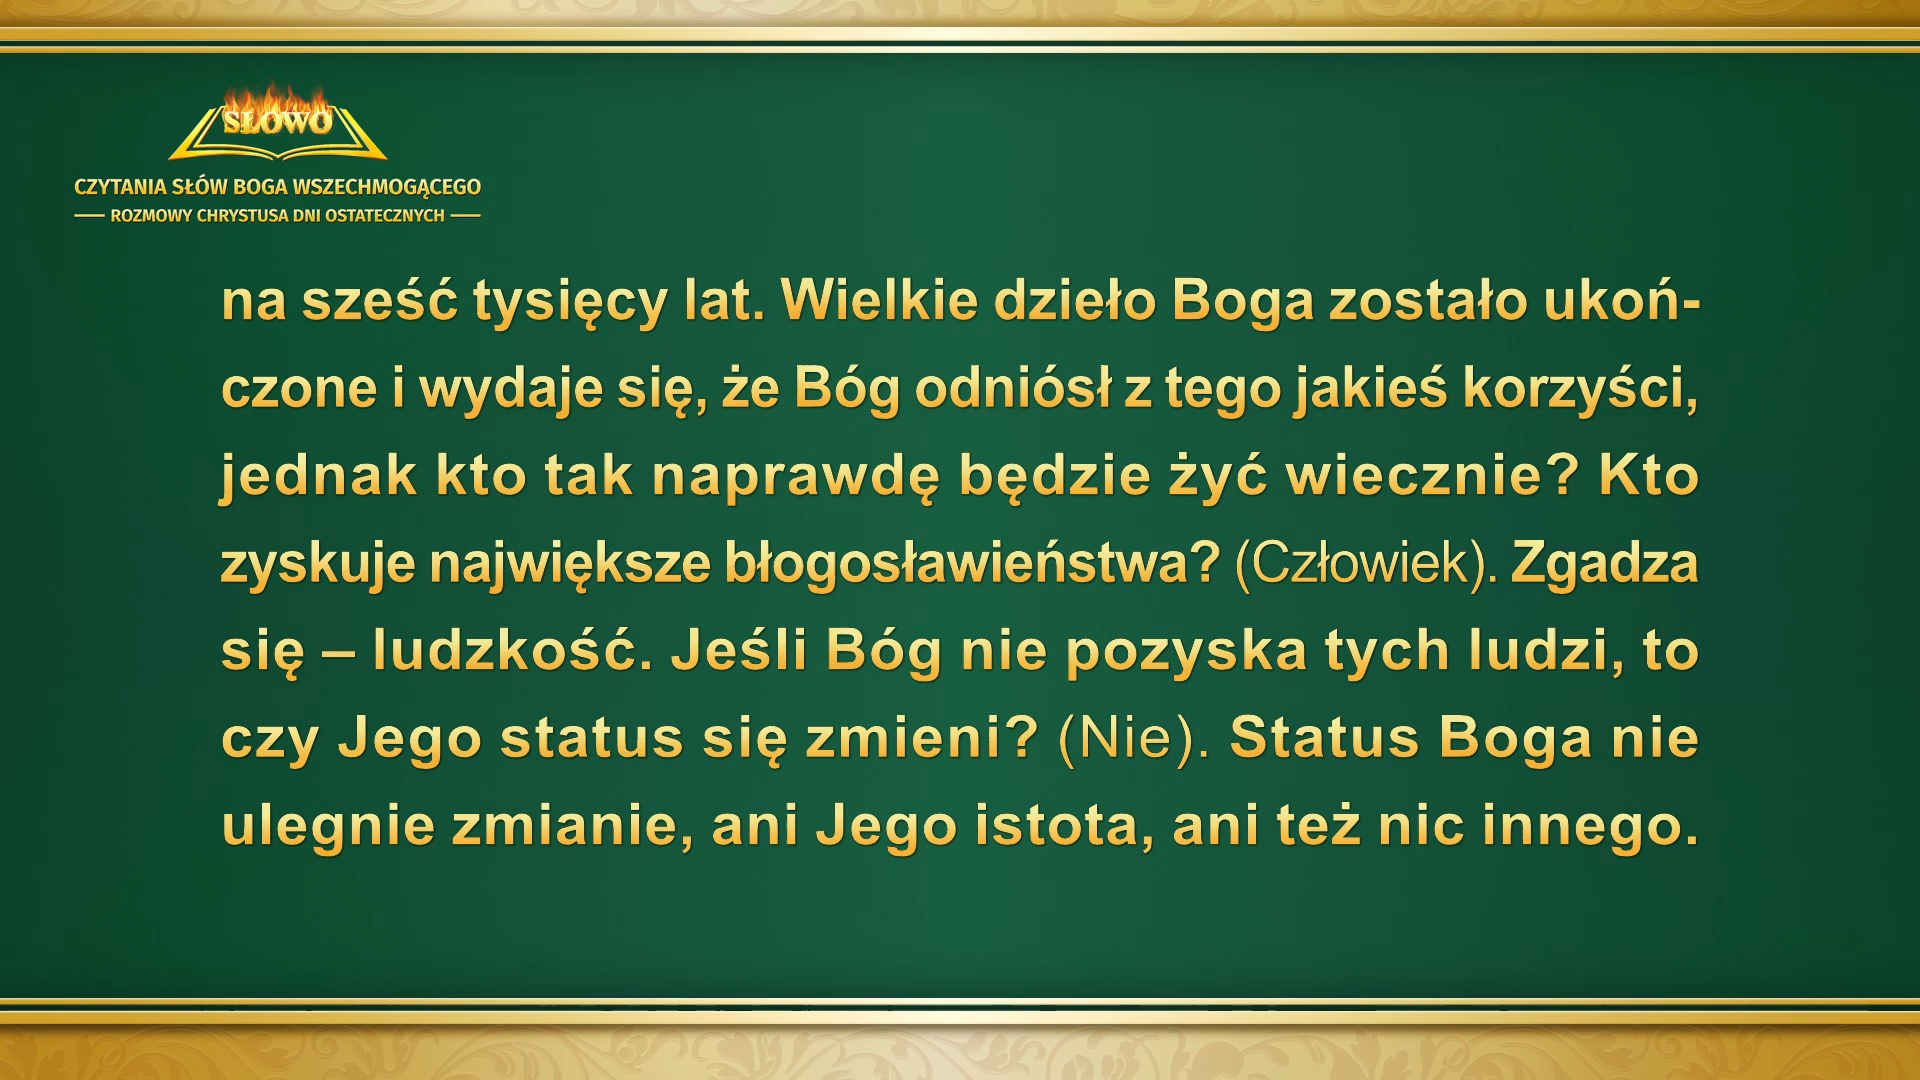 SŁOWO
CZYTANIA SŁÓW BOGA WSZECHMOGĄCEGO
ROZMOWY CHRYSTUSA DNI OSTATECZNYCH
na sześć tysięcy lat. Wielkie dzieło Boga zostało ukoń-
czone i wydaje się, że Bóg odniósł z tego jakieś korzyści,
jednak kto tak naprawdę będzie żyć wiecznie? Kto
zyskuje największe błogosławieństwa? (Człowiek). Zgadza
się – ludzkość. Jeśli Bóg nie pozyska tych ludzi, to
czy Jego status się zmieni? (Nie). Status Boga nie
ulegnie zmianie, ani Jego istota, ani też nic innego.